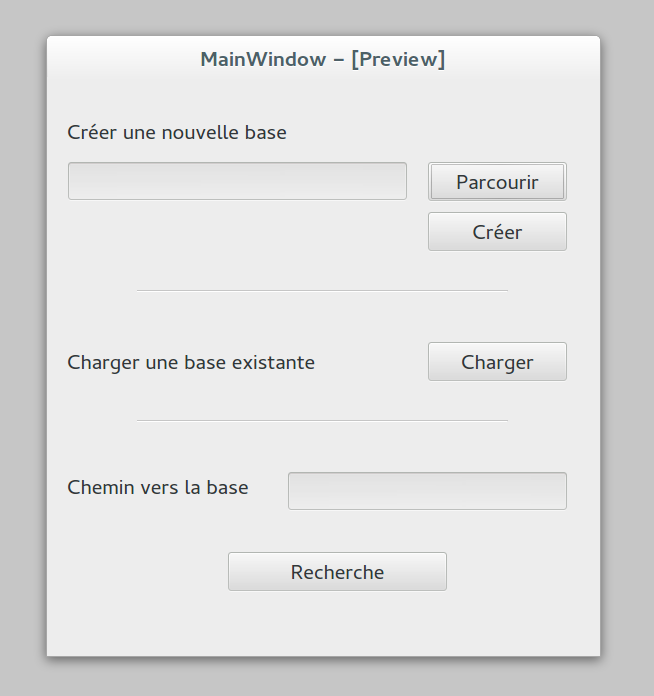 MainWindow – [Preview]
Créer une nouvelle base
Parcourir
Créer
Charger une base existante
Charger
Chemin vers la base
Recherche